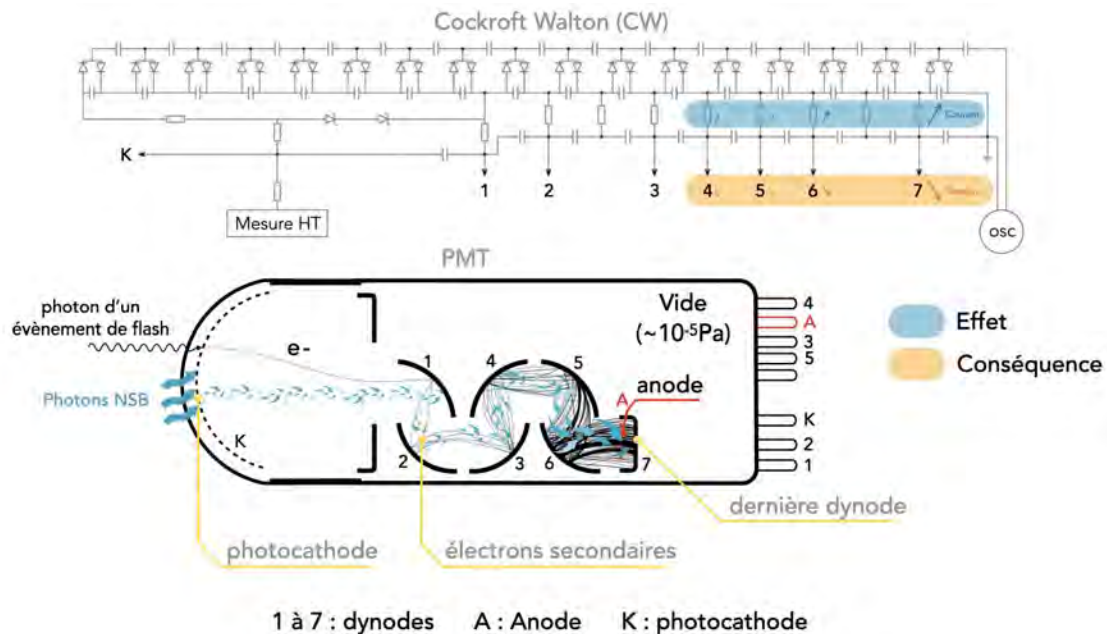 Cockroft Walton (CW)
K
1
2
3
4
5
6
7
Mesure HT
osc
PMT
photon d'un
évènement de flash
Photons NSB
e-
K
1
2
3
4
5
6
7
Vide
(~10-5Pa)
A
anode
4
A
3
5
K
2
1
Effet
Conséquence
dernière dynode
photocathode
électrons secondaires
1 à 7 : dynodes A : Anode K : photocathode